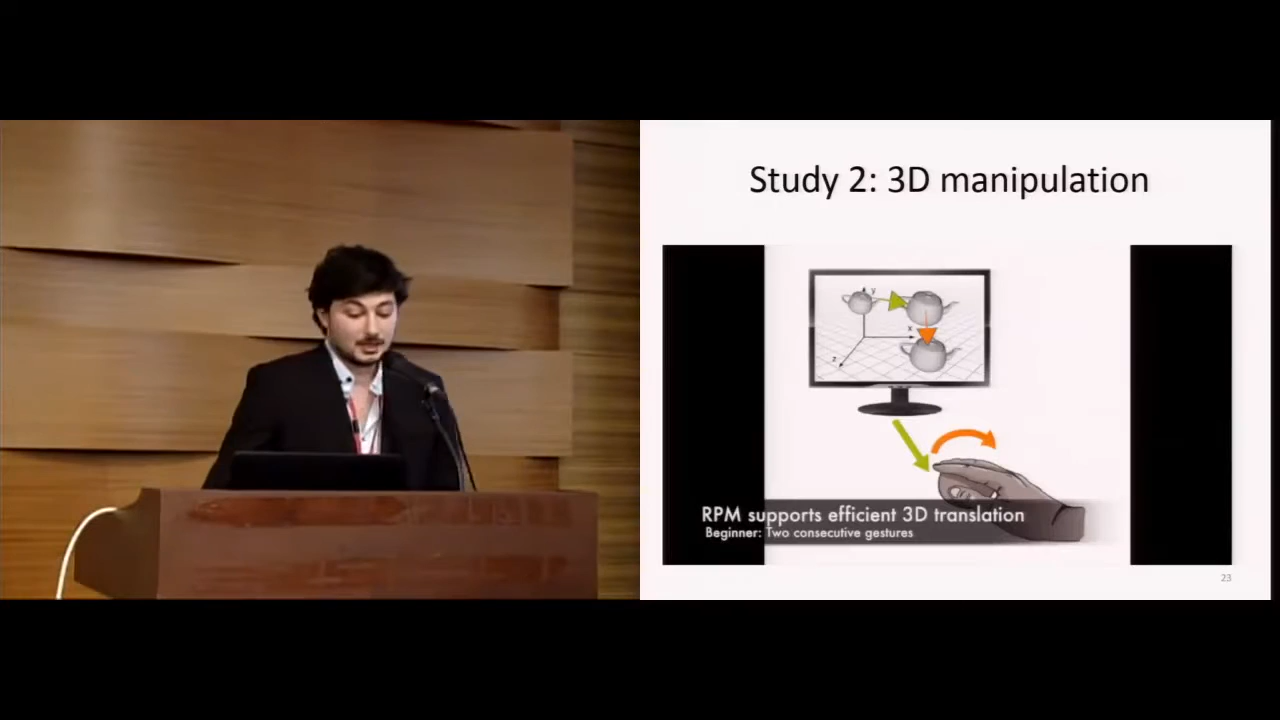 Study 2: 3D manipulation
y
x
z
RPM supports efficient 3D translation
Beginner: Two consecutive gestures
23